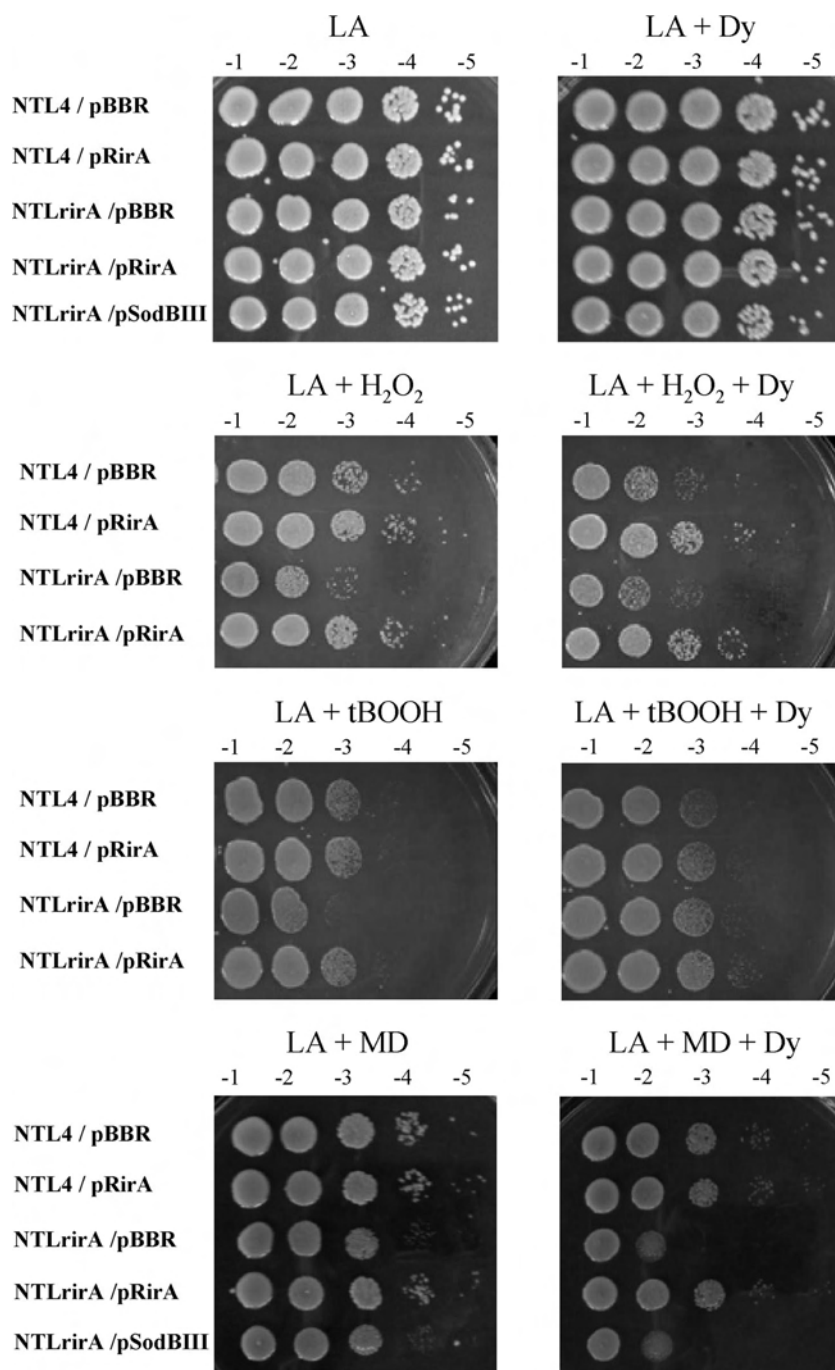 LA LA + Dy
-1 -2 -3 -4 -5 -1 -2 -3 -4 -5
NTL4 / pBBR
NTL4 / pRirA
NTLrirA /pBBR
NTLrirA /pRirA
NTLrirA /pSodBIII
LA + H₂O₂ LA + H₂O₂ + Dy
-1 -2 -3 -4 -5 -1 -2 -3 -4 -5
NTL4 / pBBR
NTL4 / pRirA
NTLrirA /pBBR
NTLrirA /pRirA
LA + tBOOH LA + tBOOH + Dy
-1 -2 -3 -4 -5 -1 -2 -3 -4 -5
NTL4 / pBBR
NTL4 / pRirA
NTLrirA /pBBR
NTLrirA /pRirA
LA + MD LA + MD + Dy
-1 -2 -3 -4 -5 -1 -2 -3 -4 -5
NTL4 / pBBR
NTL4 / pRirA
NTLrirA /pBBR
NTLrirA /pRirA
NTLrirA /pSodBIII